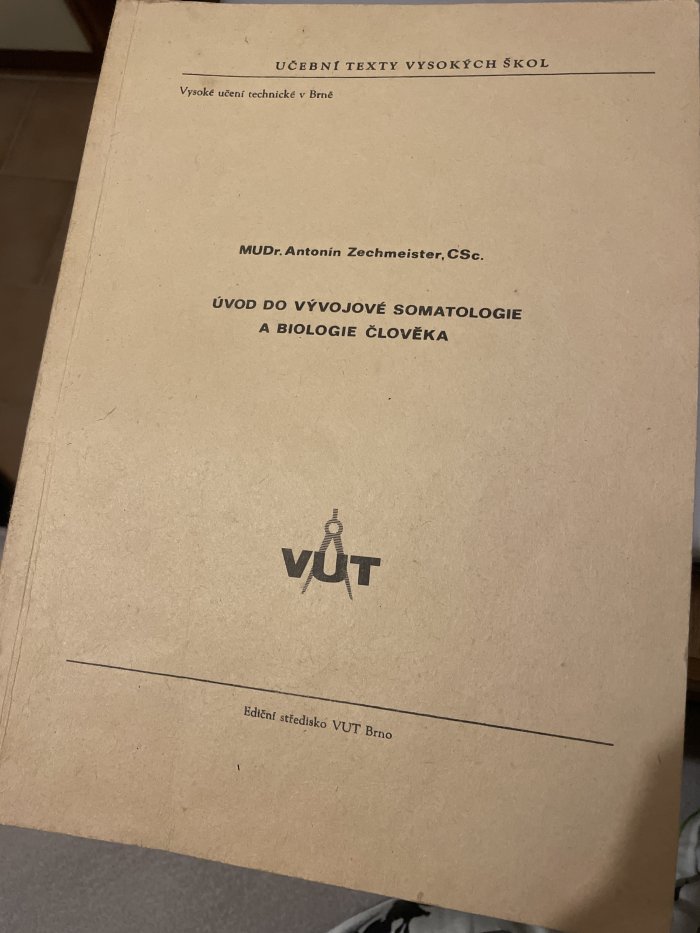 UČEBNÍ TEXTY VYSOKÝCH ŠKOL
Vysoké učení technické v Brně
MUDr. Antonín Zechmeister, CSc.
ÚVOD DO VÝVOJOVÉ SOMATOLOGIE
A BIOLOGIE ČLOVĚKA
VUT
Ediční středisko VUT Brno